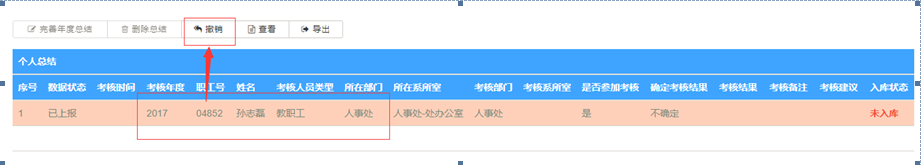 完善年度总结 删除总结 撤销 查看 导出
个人总结
序号 数据状态 考核时间 考核年度 职工号 姓名 考核人员类型 所在部门 所在系所室 考核部门 考核系所室 是否参加考核 确定考核结果 考核结果 考核备注 考核建议 入库状态
1 已上报 2017 04852 孙志磊 教职工 人事处 人事处-处办公室 人事处 是 不确定 未入库